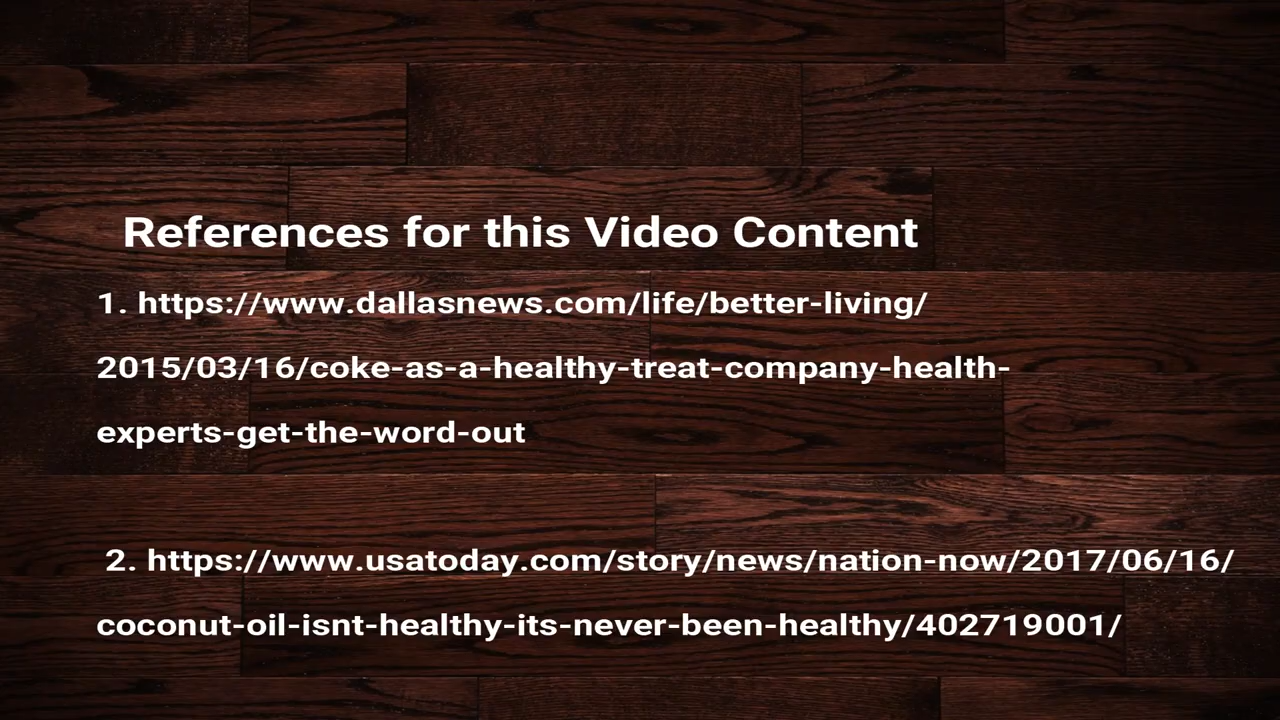 References for this Video Content
1. https://www.dallasnews.com/life/better-living/
2015/03/16/coke-as-a-healthy-treat-company-health-
experts-get-the-word-out
2. https://www.usatoday.com/story/news/nation-now/2017/06/16/
coconut-oil-isnt-healthy-its-never-been-healthy/402719001/